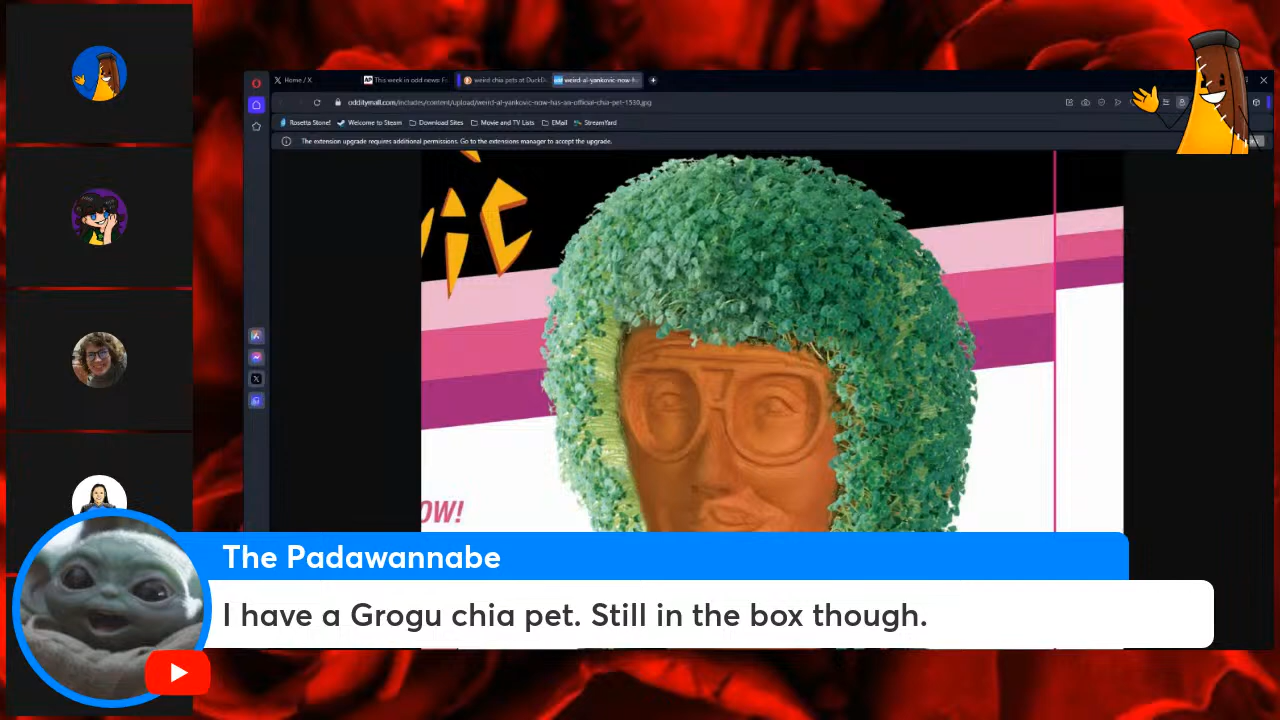 Home / X
This week in odd news: F
weird chia pets at DuckD
weird-al-yankovic-now-h
odditymall.com/includes/content/upload/weird-al-yankovic-now-has-an-official-chia-pet-1530.jpg
Rosetta Stone! Welcome to Steam Download Sites Movie and TV Lists EMail StreamYard
The extension upgrade requires additional permissions. Go to the extensions manager to accept the upgrade.
vic
OW!
The Padawannabe
I have a Grogu chia pet. Still in the box though.